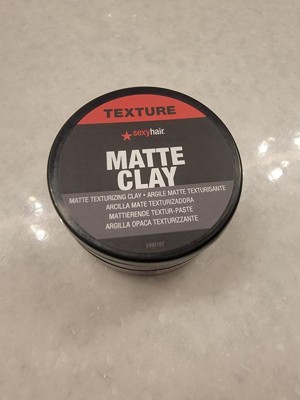 TEXTURE
sexyhair.
MATTE
CLAY
MATTE TEXTURIZING CLAY • ARGILE MATTE TEXTURISANTE
ARCILLA MATE TEXTURIZADORA
MATTIERENDE TEXTUR-PASTE
ARGILLA OPACA TEXTURIZZANTE